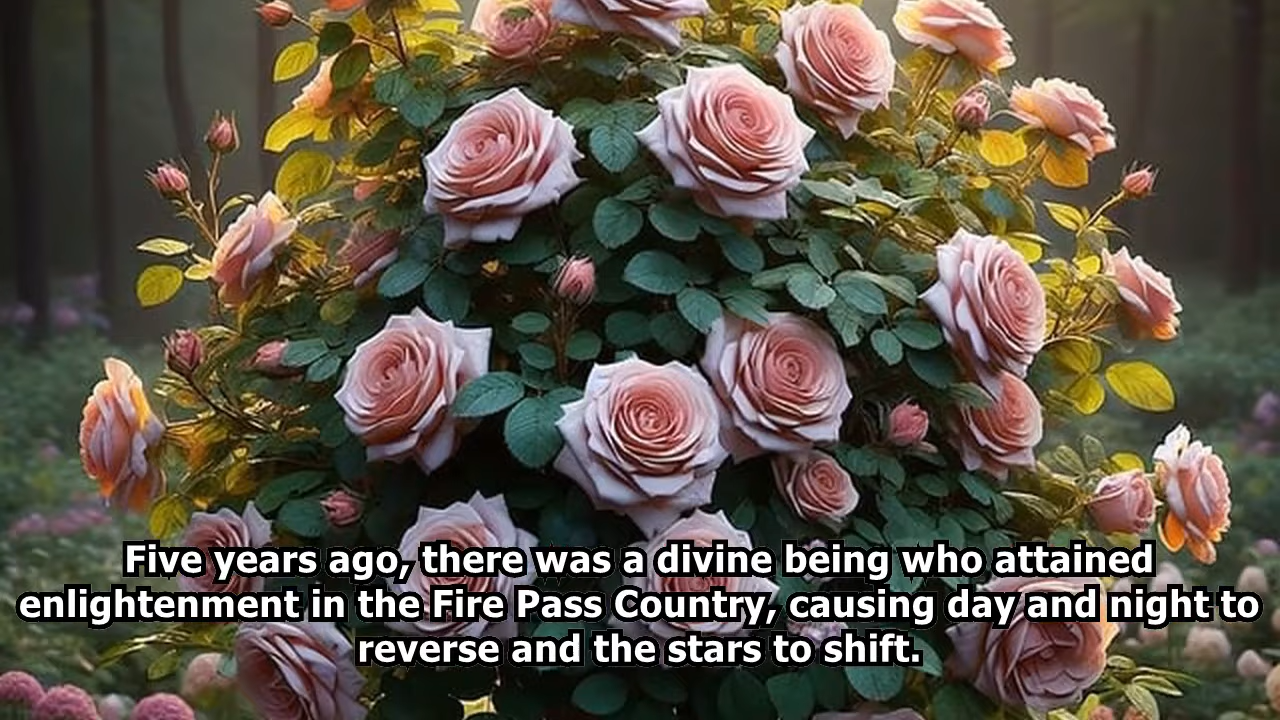 Five years ago, there was a divine being who attained
enlightenment in the Fire Pass Country, causing day and night to
reverse and the stars to shift.